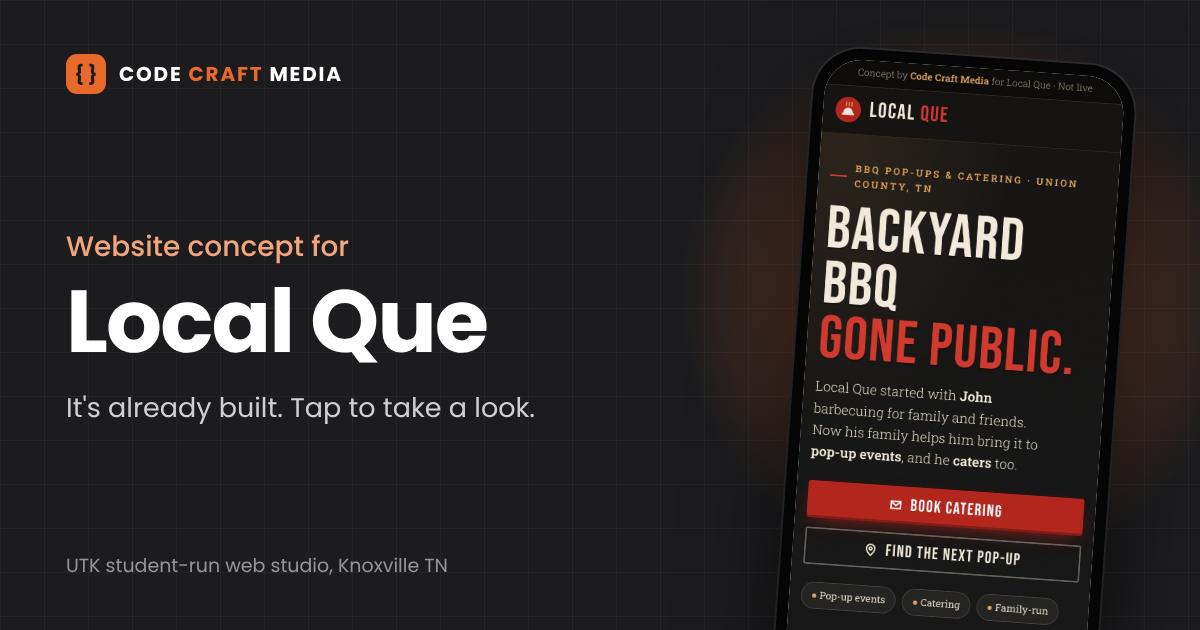 { } CODE CRAFT MEDIA
Website concept for
Local Que
It's already built. Tap to take a look.
UTK student-run web studio, Knoxville TN
Concept by Code Craft Media for Local Que · Not live
LOCAL QUE
BBQ POP-UPS & CATERING · UNION
COUNTY, TN
BACKYARD
BBQ
GONE PUBLIC.
Local Que started with John
barbecuing for family and friends.
Now his family helps him bring it to
pop-up events, and he caters too.
BOOK CATERING
FIND THE NEXT POP-UP
• Pop-up events
• Catering
• Family-run